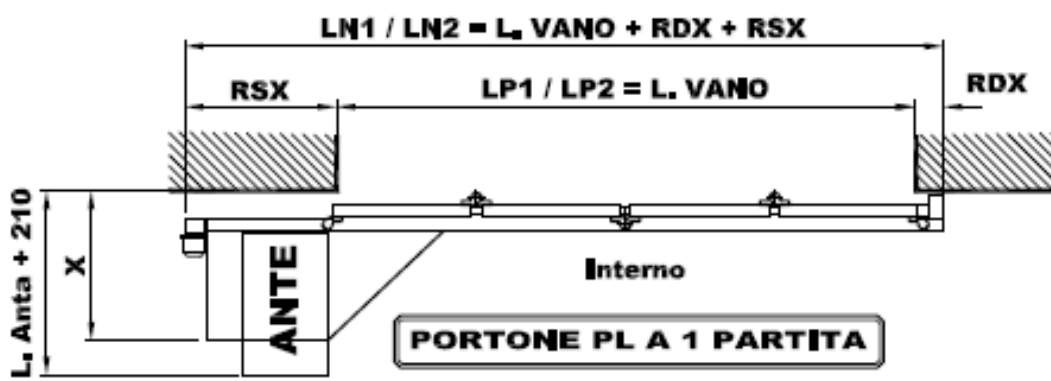 LN1 / LN2 = L. VANO + RDX + RSX
RSX
LP1 / LP2 = L. VANO
RDX
L. Anta + 210
X
ANTE
Interno
PORTONE PL A 1 PARTITA